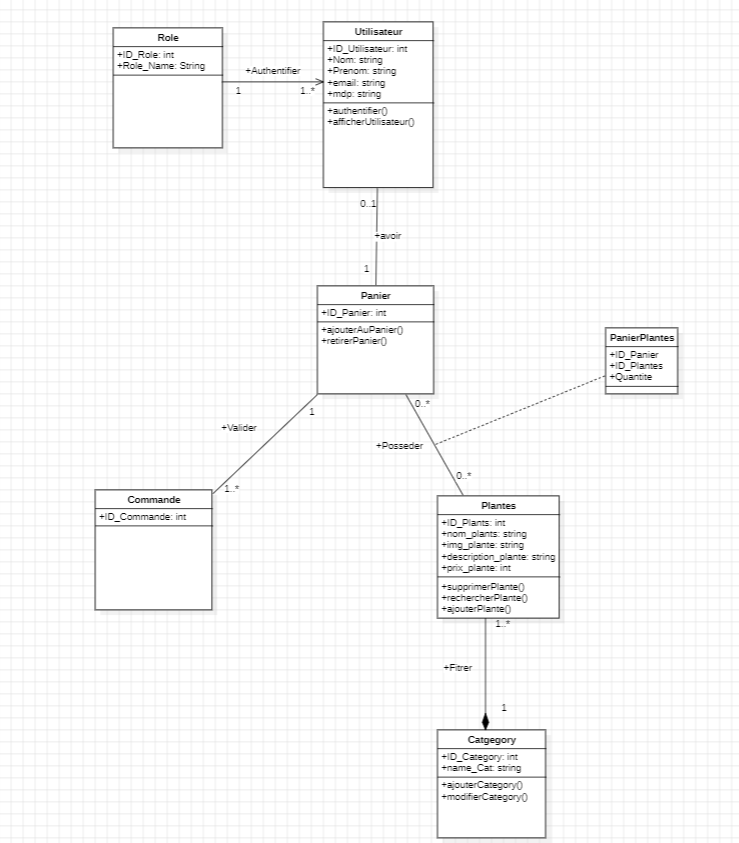 Role
+ID_Role: int
+Role_Name: String
+Authentifier
1
1..*
Utilisateur
+ID_Utilisateur: int
+Nom: string
+Prenom: string
+email: string
+mdp: string
+authentifier()
+afficherUtilisateur()
0..1
+avoir
1
Panier
+ID_Panier: int
+ajouterAuPanier()
+retirerPanier()
PanierPlantes
+ID_Panier
+ID_Plantes
+Quantite
1
+Valider
1..*
0..*
+Posseder
0..*
Commande
+ID_Commande: int
Plantes
+ID_Plants: int
+nom_plants: string
+img_plante: string
+description_plante: string
+prix_plante: int
+supprimerPlante()
+rechercherPlante()
+ajouterPlante()
1..*
+Fitrer
1
Catgegory
+ID_Category: int
+name_Cat: string
+ajouterCategory()
+modifierCategory()